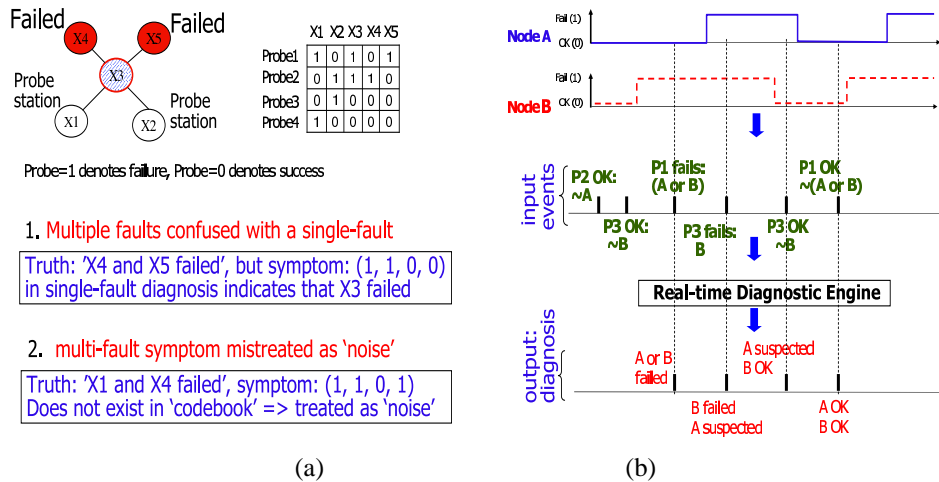 Failed
Failed
X4
X5
X3
Probe
station
X1
X2
Probe
station
X1 X2 X3 X4 X5
Probe1 1 0 1 0 1
Probe2 0 1 1 1 0
Probe3 0 1 0 0 0
Probe4 1 0 0 0 0
Probe=1 denotes failure, Probe=0 denotes success
1. Multiple faults confused with a single-fault
Truth: 'X4 and X5 failed', but symptom: (1, 1, 0, 0)
in single-fault diagnosis indicates that X3 failed
2. multi-fault symptom mistreated as 'noise'
Truth: 'X1 and X4 failed', symptom: (1, 1, 0, 1)
Does not exist in 'codebook' => treated as 'noise'
(a)
Fail (1)
Node A
OK (0)
Fail (1)
Node B
OK (0)
input
events
P2 OK:
~A
P1 fails:
(A or B)
P1 OK
~(A or B)
P3 OK:
~B
P3 fails:
B
P3 OK
~B
Real-time Diagnostic Engine
output:
diagnosis
A or B
failed
A suspected
B OK
B failed
A suspected
A OK
B OK
(b)